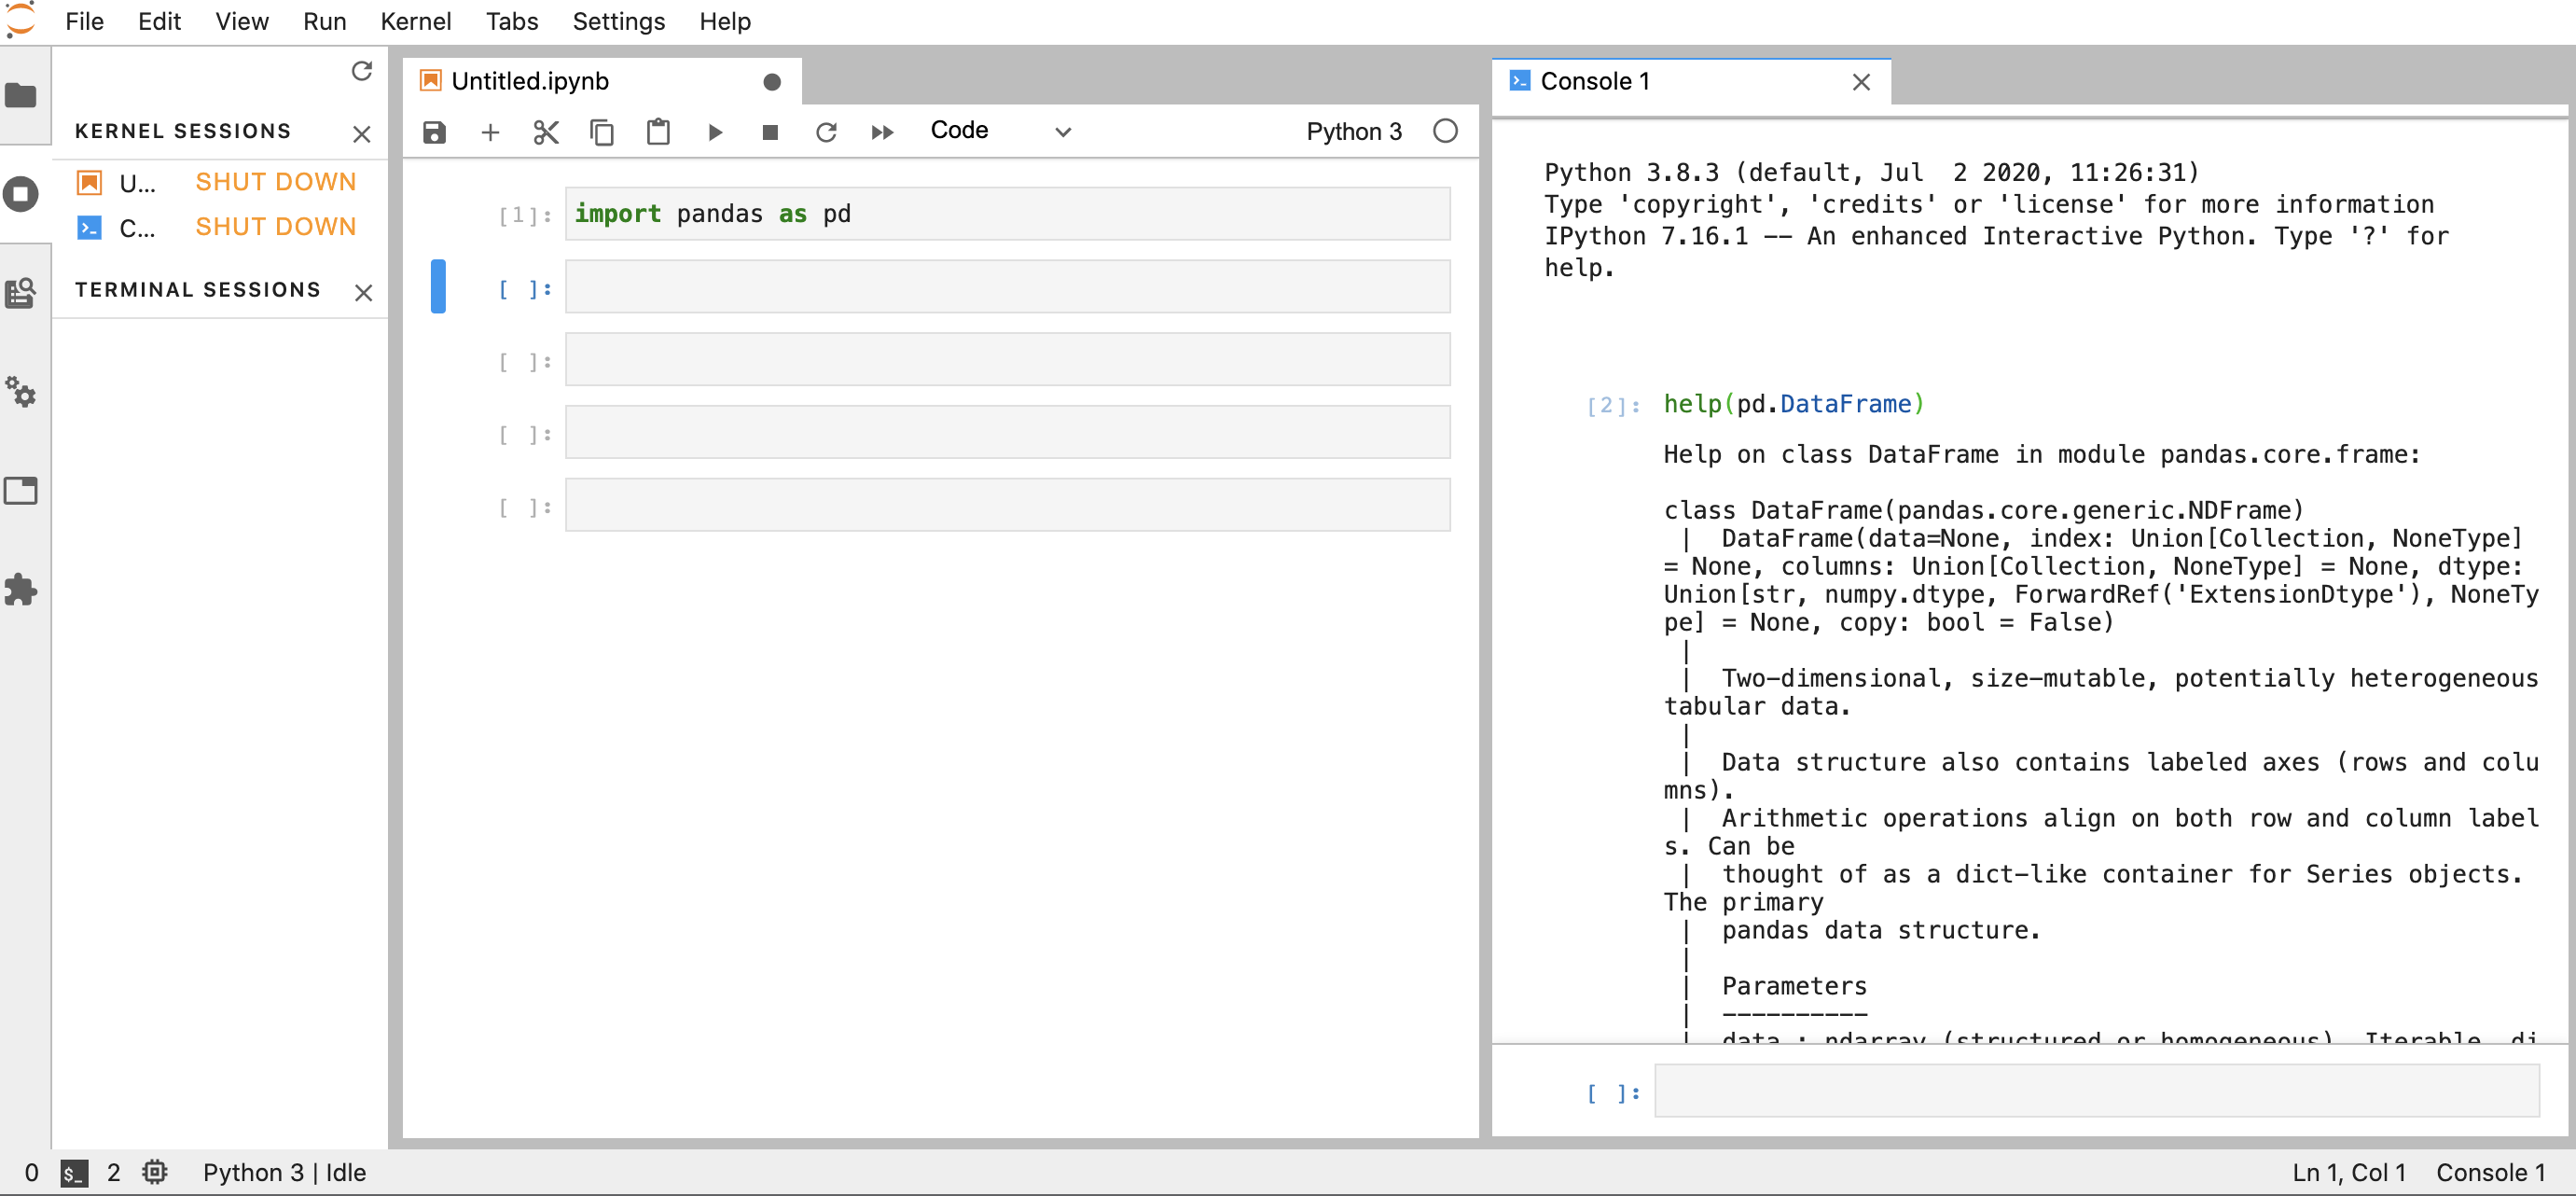 File Edit View Run Kernel Tabs Settings Help
KERNEL SESSIONS
U... SHUT DOWN
C... SHUT DOWN
TERMINAL SESSIONS
Untitled.ipynb
Code
Python 3
[1]: import pandas as pd
[ ]:
[ ]:
[ ]:
[ ]:
Console 1
Python 3.8.3 (default, Jul  2 2020, 11:26:31)
Type 'copyright', 'credits' or 'license' for more information
IPython 7.16.1 -- An enhanced Interactive Python. Type '?' for
help.
[2]: help(pd.DataFrame)
Help on class DataFrame in module pandas.core.frame:
class DataFrame(pandas.core.generic.NDFrame)
 |  DataFrame(data=None, index: Union[Collection, NoneType]
= None, columns: Union[Collection, NoneType] = None, dtype:
Union[str, numpy.dtype, ForwardRef('ExtensionDtype'), NoneTy
pe] = None, copy: bool = False)
 |
 |  Two-dimensional, size-mutable, potentially heterogeneous
tabular data.
 |
 |  Data structure also contains labeled axes (rows and colu
mns).
 |  Arithmetic operations align on both row and column label
s. Can be
 |  thought of as a dict-like container for Series objects.
The primary
 |  pandas data structure.
 |
 |  Parameters
 |  ----------
 |  data : ndarray (structured or homogeneous), Iterable, di
[ ]:
0 $_ 2 Python 3 | Idle
Ln 1, Col 1 Console 1